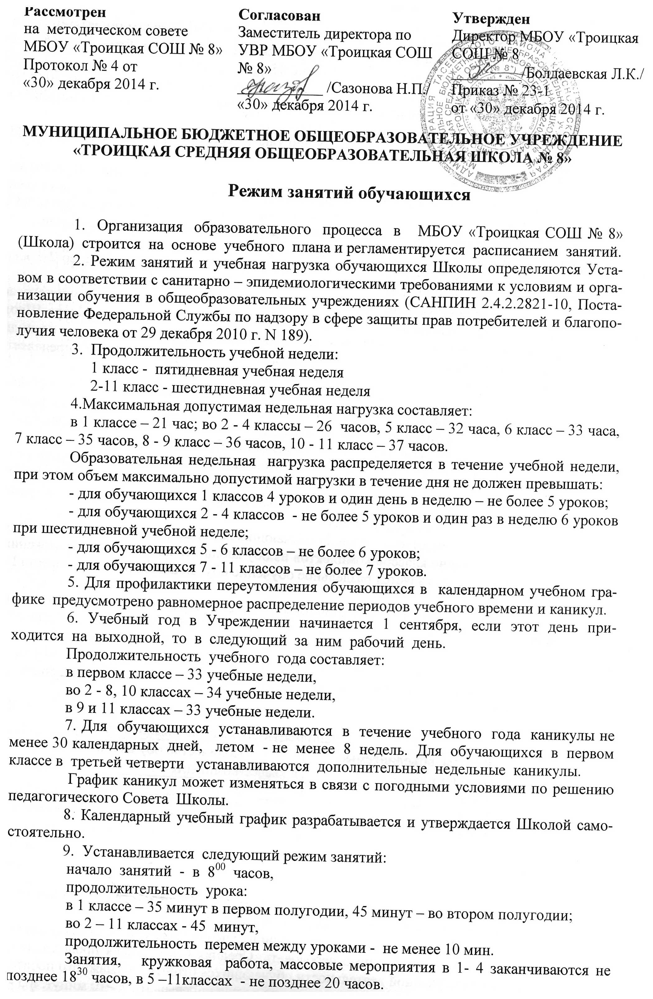 Рассмотрен
на методическом совете
МБОУ «Троицкая СОШ № 8»
Протокол № 4 от
«30» декабря 2014 г.
Согласован
Заместитель директора по
УВР МБОУ «Троицкая СОШ
№ 8»
/Сазонова Н.П./
«30» декабря 2014 г.
Утвержден
Директор МБОУ «Троицкая
СОШ № 8
/Болдаевская Л.К./
Приказ № 23-1
от «30» декабря 2014 г.
МУНИЦИПАЛЬНОЕ БЮДЖЕТНОЕ ОБЩЕОБРАЗОВАТЕЛЬНОЕ УЧРЕЖДЕНИЕ
«ТРОИЦКАЯ СРЕДНЯЯ ОБЩЕОБРАЗОВАТЕЛЬНАЯ ШКОЛА № 8»
Режим занятий обучающихся
1. Организация образовательного процесса в МБОУ «Троицкая СОШ № 8»
(Школа) строится на основе учебного плана и регламентируется расписанием занятий.
2. Режим занятий и учебная нагрузка обучающихся Школы определяются Уста-
вом в соответствии с санитарно – эпидемиологическими требованиями к условиям и орга-
низации обучения в общеобразовательных учреждениях (САНПИН 2.4.2.2821-10, Поста-
новление Федеральной Службы по надзору в сфере защиты прав потребителей и благопо-
лучия человека от 29 декабря 2010 г. N 189).
3. Продолжительность учебной недели:
1 класс - пятидневная учебная неделя
2-11 класс - шестидневная учебная неделя
4.Максимальная допустимая недельная нагрузка составляет:
в 1 классе – 21 час; во 2 - 4 классы – 26 часов, 5 класс – 32 часа, 6 класс – 33 часа,
7 класс – 35 часов, 8 - 9 класс – 36 часов, 10 - 11 класс – 37 часов.
Образовательная недельная нагрузка распределяется в течение учебной недели,
при этом объем максимально допустимой нагрузки в течение дня не должен превышать:
- для обучающихся 1 классов 4 уроков и один день в неделю – не более 5 уроков;
- для обучающихся 2 - 4 классов - не более 5 уроков и один раз в неделю 6 уроков
при шестидневной учебной неделе;
- для обучающихся 5 - 6 классов – не более 6 уроков;
- для обучающихся 7 - 11 классов – не более 7 уроков.
5. Для профилактики переутомления обучающихся в календарном учебном гра-
фике предусмотрено равномерное распределение периодов учебного времени и каникул.
6. Учебный год в Учреждении начинается 1 сентября, если этот день при-
ходится на выходной, то в следующий за ним рабочий день.
Продолжительность учебного года составляет:
в первом классе – 33 учебные недели,
во 2 - 8, 10 классах – 34 учебные недели,
в 9 и 11 классах – 33 учебные недели.
7. Для обучающихся устанавливаются в течение учебного года каникулы не
менее 30 календарных дней, летом - не менее 8 недель. Для обучающихся в первом
классе в третьей четверти устанавливаются дополнительные недельные каникулы.
График каникул может изменяться в связи с погодными условиями по решению
педагогического Совета Школы.
8. Календарный учебный график разрабатывается и утверждается Школой само-
стоятельно.
9. Устанавливается следующий режим занятий:
начало занятий - в 8⁰⁰ часов,
продолжительность урока:
в 1 классе – 35 минут в первом полугодии, 45 минут – во втором полугодии;
во 2 – 11 классах - 45 минут,
продолжительность перемен между уроками - не менее 10 мин.
Занятия, кружковая работа, массовые мероприятия в 1- 4 заканчиваются не
позднее 18³⁰ часов, в 5 –11классах - не позднее 20 часов.